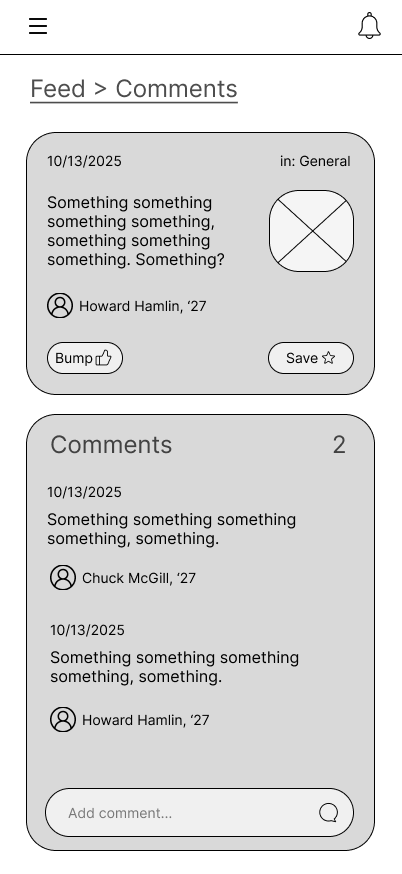 Feed > Comments
10/13/2025 in: General
Something something
something something,
something something
something. Something?
Howard Hamlin, ‘27
Bump Save
Comments 2
10/13/2025
Something something something
something, something.
Chuck McGill, ‘27
10/13/2025
Something something something
something, something.
Howard Hamlin, ‘27
Add comment...